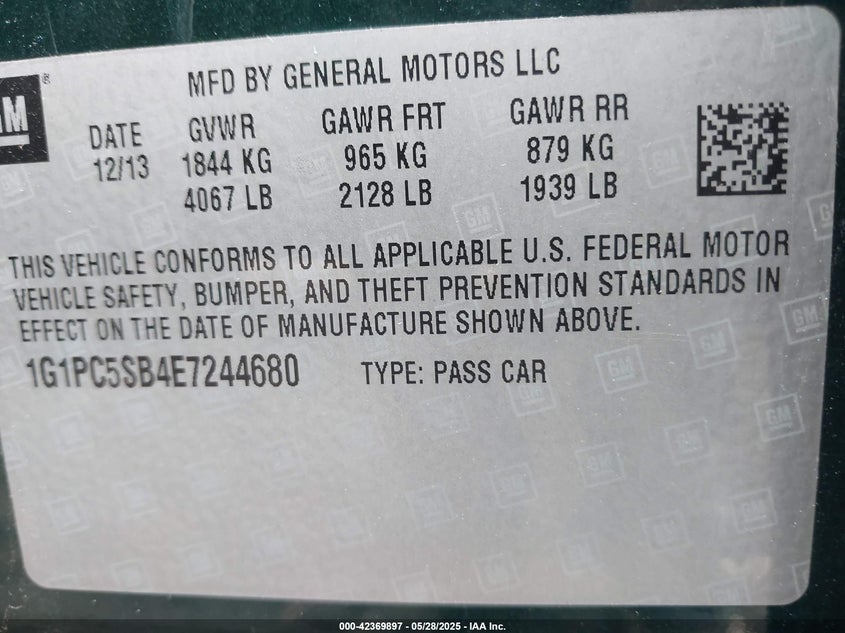 GM
®
MFD BY GENERAL MOTORS LLC
DATE GVWR GAWR FRT GAWR RR
12/13 1844 KG 965 KG 879 KG
4067 LB 2128 LB 1939 LB
THIS VEHICLE CONFORMS TO ALL APPLICABLE U.S. FEDERAL MOTOR
VEHICLE SAFETY, BUMPER, AND THEFT PREVENTION STANDARDS IN
EFFECT ON THE DATE OF MANUFACTURE SHOWN ABOVE.
1G1PC5SB4E7244680 TYPE: PASS CAR
000-42369897 - 05/28/2025 - IAA Inc.